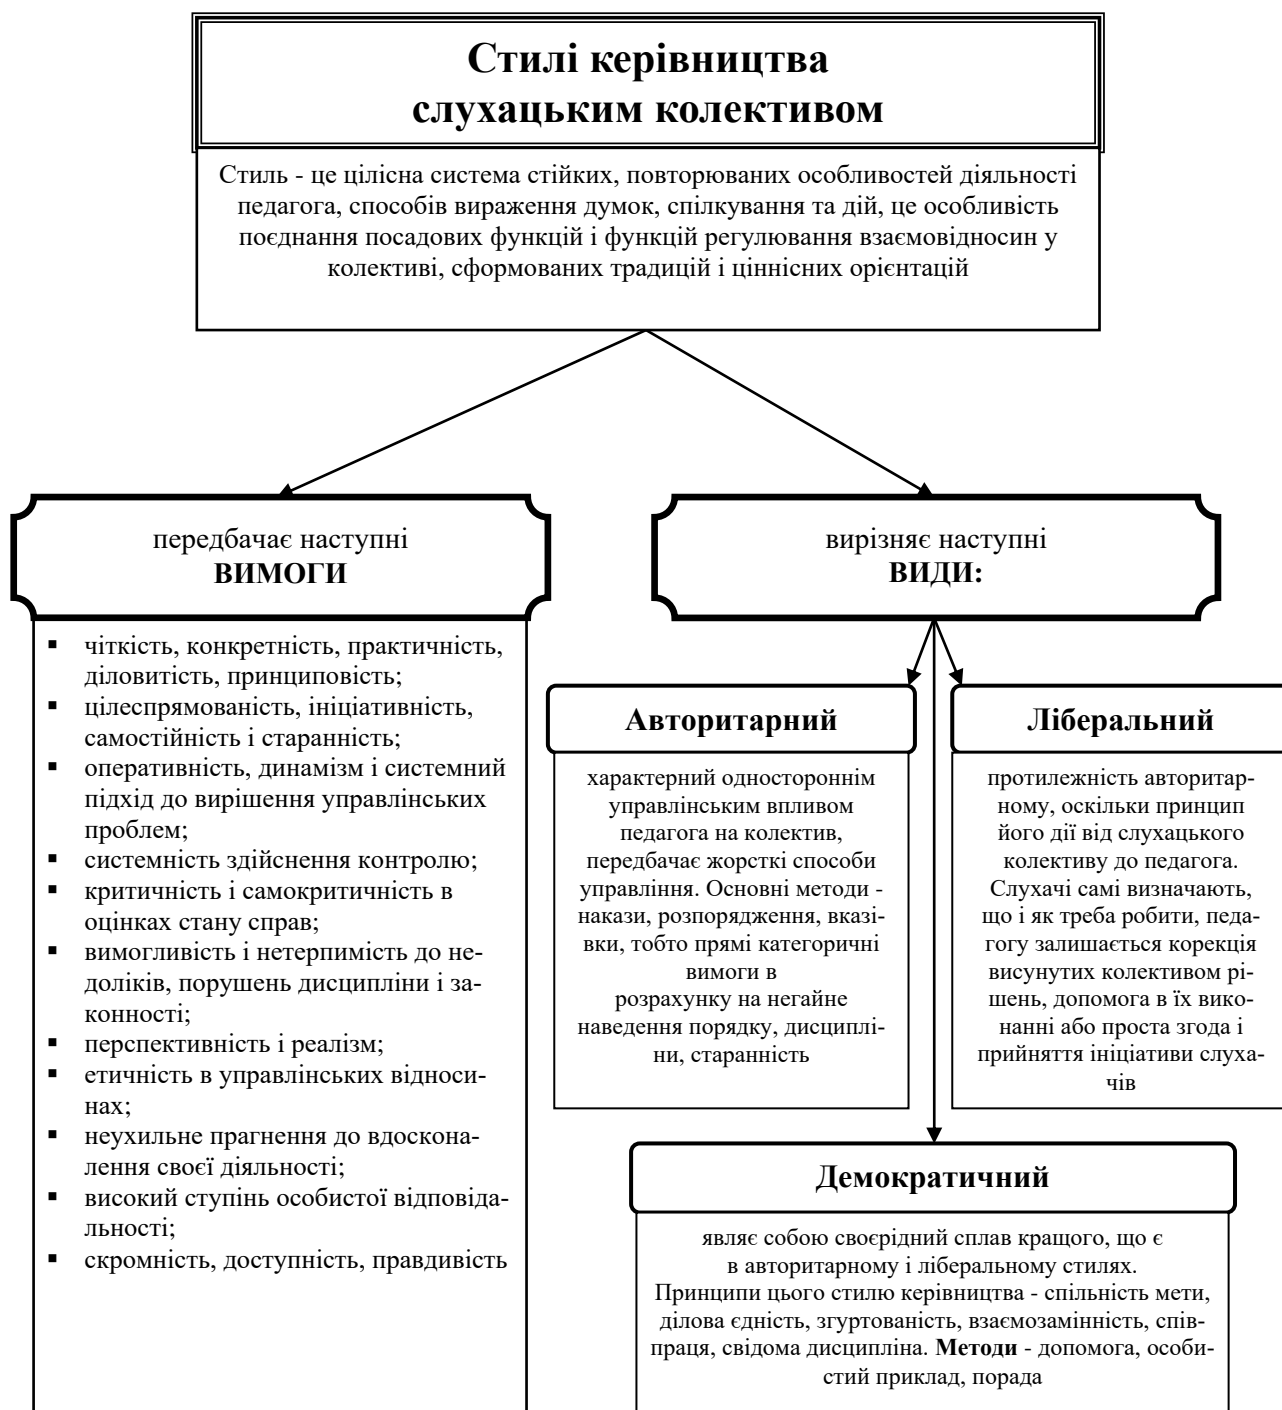 Стилі керівництва
слухацьким колективом
Стиль - це цілісна система стійких, повторюваних особливостей діяльності
педагога, способів вираження думок, спілкування та дій, це особливість
поєднання посадових функцій і функцій регулювання взаємовідносин у
колективі, сформованих традицій і ціннісних орієнтацій
передбачає наступні
ВИМОГИ
▪ чіткість, конкретність, практичність,
діловитість, принциповість;
▪ цілеспрямованість, ініціативність,
самостійність і старанність;
▪ оперативність, динамізм і системний
підхід до вирішення управлінських
проблем;
▪ системність здійснення контролю;
▪ критичність і самокритичність в
оцінках стану справ;
▪ вимогливість і нетерпимість до не-
доліків, порушень дисципліни і за-
конності;
▪ перспективність і реалізм;
▪ етичність в управлінських відноси-
нах;
▪ неухильне прагнення до вдоскона-
лення своєї діяльності;
▪ високий ступінь особистої відповіда-
льності;
▪ скромність, доступність, правдивість
вирізняє наступні
ВИДИ:
Авторитарний
характерний одностороннім
управлінським впливом
педагога на колектив,
передбачає жорсткі способи
управління. Основні методи -
накази, розпорядження, вказі-
вки, тобто прямі категоричні
вимоги в
розрахунку на негайне
наведення порядку, дисциплі-
ни, старанність
Ліберальний
протилежність авторитар-
ному, оскільки принцип
його дії від слухацького
колективу до педагога.
Слухачі самі визначають,
що і як треба робити, педа-
гогу залишається корекція
висунутих колективом рі-
шень, допомога в їх вико-
нанні або проста згода і
прийняття ініціативи слуха-
чів
Демократичний
являє собою своєрідний сплав кращого, що є
в авторитарному і ліберальному стилях.
Принципи цього стилю керівництва - спільність мети,
ділова єдність, згуртованість, взаємозамінність, спів-
праця, свідома дисципліна. Методи - допомога, особи-
стий приклад, порада